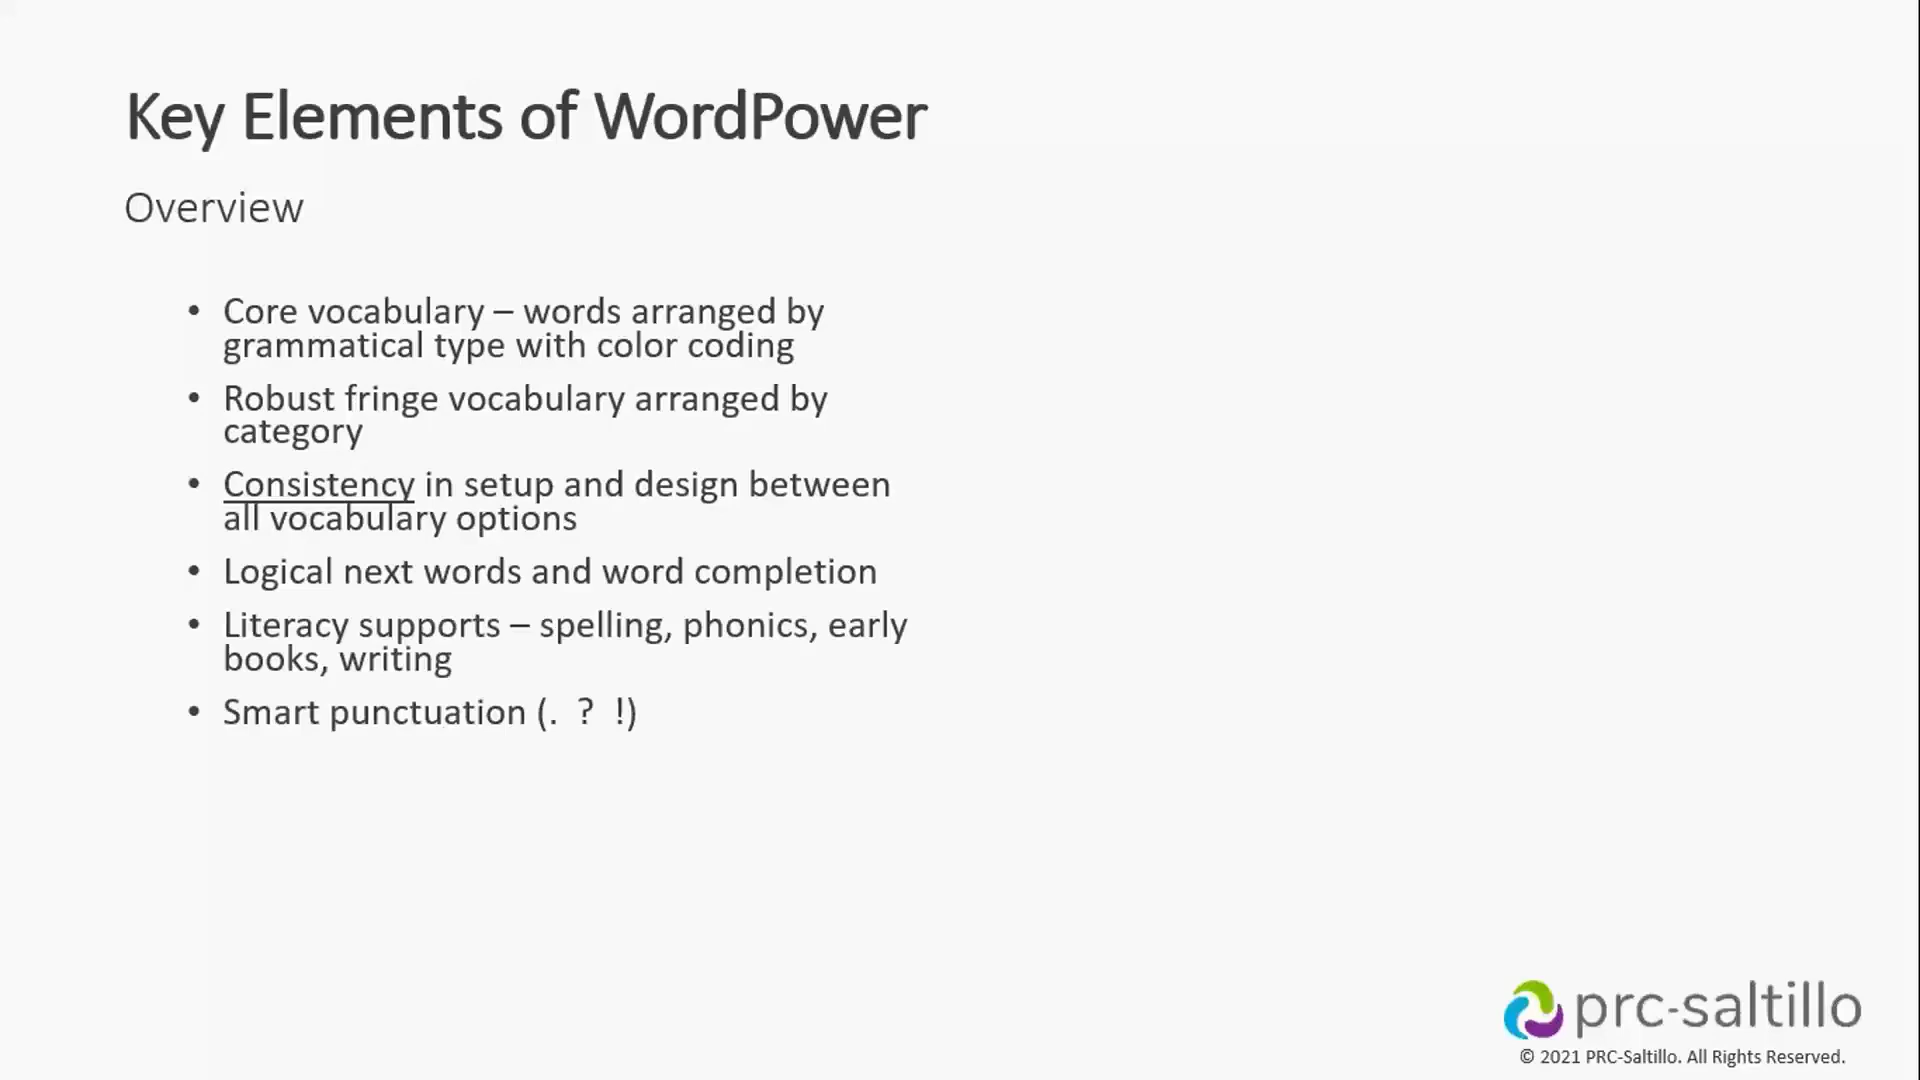 Key Elements of WordPower
Overview
• Core vocabulary – words arranged by
grammatical type with color coding
• Robust fringe vocabulary arranged by
category
• Consistency in setup and design between
all vocabulary options
• Logical next words and word completion
• Literacy supports – spelling, phonics, early
books, writing
• Smart punctuation (. ? !)
prc-saltillo
© 2021 PRC-Saltillo. All Rights Reserved.